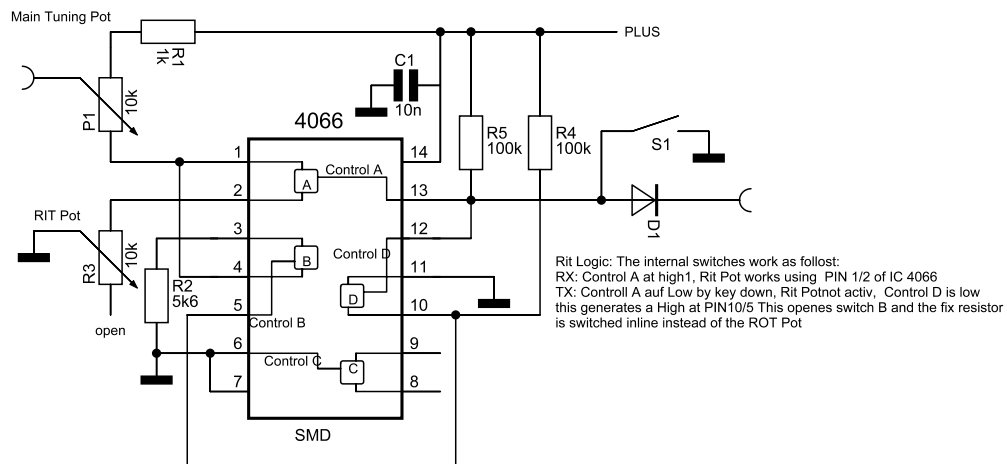 Main Tuning Pot
R1
1k
PLUS
C1
10n
P1
10k
4066
R5
100k
R4
100k
S1
1
14
Control A
A
2
13
RIT Pot
D1
3
12
R3
10k
Control D
B
Rit Logic: The internal switches work as follost:
R2
5k6
4
11
RX: Control A at high1, Rit Pot works using PIN 1/2 of IC 4066
D
TX: Controll A auf Low by key down, Rit Potnot activ, Control D is low
5
10
this generates a High at PIN10/5 This openes switch B and the fix resistor
open
Control B
is switched inline instead of the ROT Pot
6
9
Control C
C
7
8
SMD